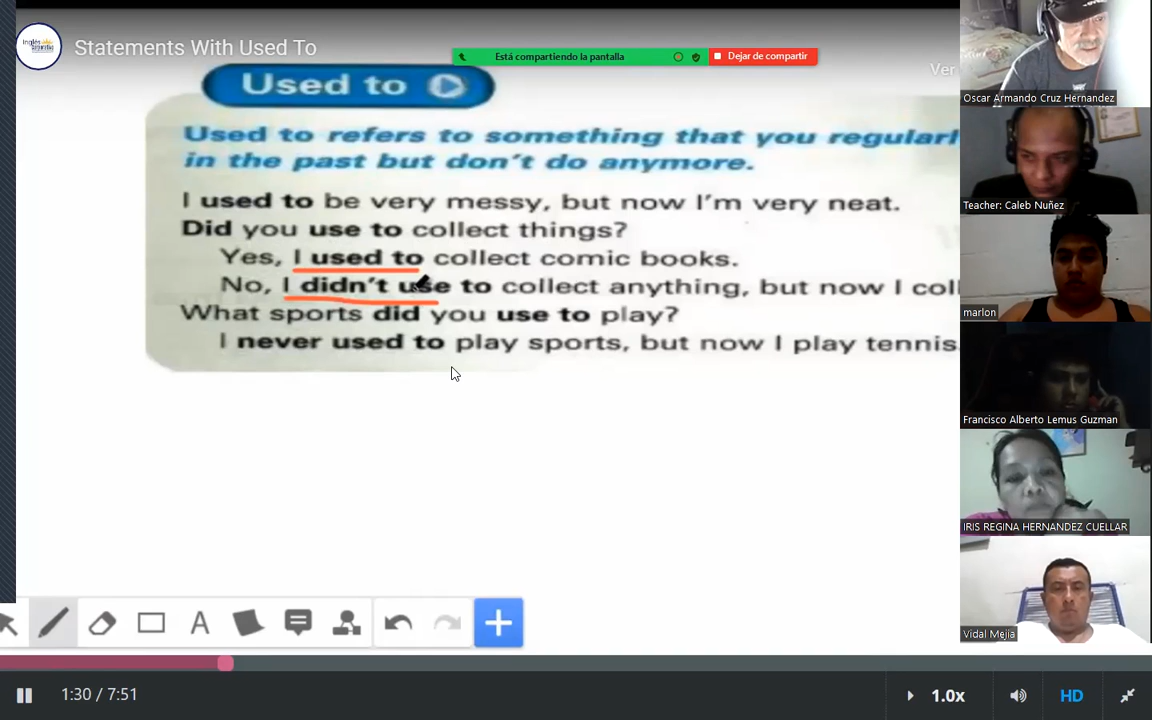 Statements With Used To
Está compartiendo la pantalla
Dejar de compartir
Ver
Used to
Used to refers to something that you regularl
in the past but don't do anymore.
I used to be very messy, but now I'm very neat.
Did you use to collect things?
Yes, I used to collect comic books.
No, I didn't use to collect anything, but now I coll
What sports did you use to play?
I never used to play sports, but now I play tennis.
Oscar Armando Cruz Hernandez
Teacher: Caleb Nuñez
marlon
Francisco Alberto Lemus Guzman
IRIS REGINA HERNANDEZ CUELLAR
Vidal Mejía
1:30 / 7:51
1.0x
HD